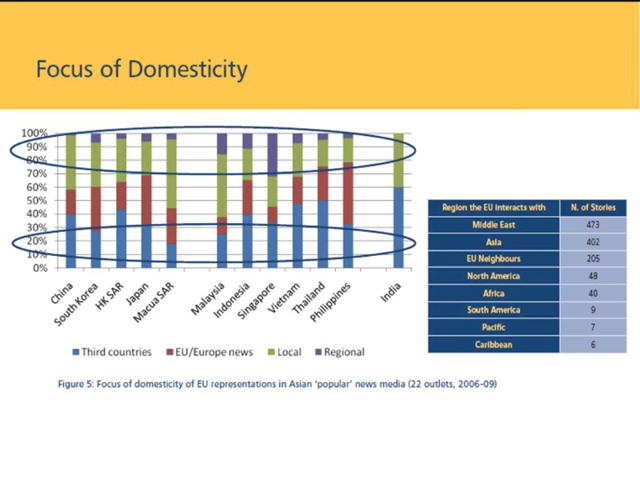 Focus of Domesticity
100%
90%
80%
70%
60%
50%
40%
30%
20%
10%
0%
China
South Korea
HK SAR
Japan
Macua SAR
Malaysia
Indonesia
Singapore
Vietnam
Thailand
Philippines
India
Third countries EU/Europe news Local Regional
Region the EU Interacts with N. of Stories
Middle East 473
Asia 402
EU Neighbours 205
North America 48
Africa 40
South America 9
Pacific 7
Caribbean 6
Figure 5: Focus of domesticity of EU representations in Asian ‘popular’ news media (22 outlets, 2006-09)